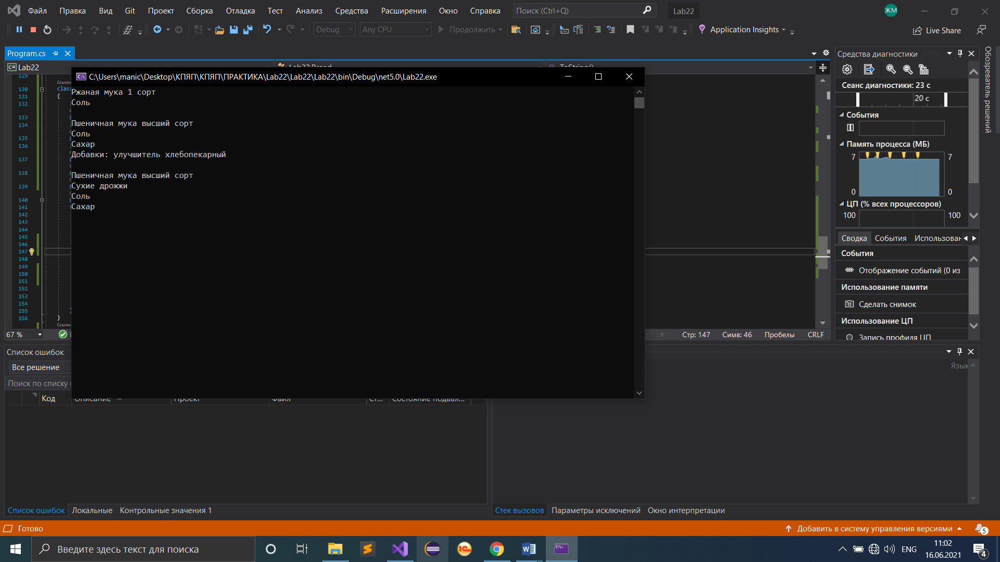 Файл Правка Вид Git Проект Сборка Отладка Тест Анализ Средства Расширения Окно Справка Поиск (Ctrl+Q) Lab22 ЖМ
Debug Any CPU Продолжить Application Insights Live Share
Program.cs
Lab22
C:\Users\manic\Desktop\КПЯП\КПЯП\ПРАКТИКА\Lab22\Lab22\Lab22\bin\Debug\net5.0\Lab22.exe
Ржаная мука 1 сорт
Соль
Пшеничная мука высший сорт
Соль
Сахар
Добавки: улучшитель хлебопекарный
Пшеничная мука высший сорт
Сухие дрожжи
Соль
Сахар
129
130
131
132
133
134
135
136
137
138
139
140
141
142
143
144
145
146
147
148
149
150
151
152
153
154
155
156
67 %
Стр: 147 Симв: 46 Пробелы CRLF
Средства диагностики
Сеанс диагностики: 23 с
20 с
События
Память процесса (МБ)
7 7
0 0
ЦП (% всех процессоров)
100 100
Сводка События Использован
События
Отображение событий (0 из
Использование памяти
Сделать снимок
Использование ЦП
Запись профиля ЦП
Обозреватель решений
Список ошибок
Все решение
Поиск по списку
Код Описание Проект Файл Ст... Состояние подавл...
Язык
Список ошибок Локальные Контрольные значения 1
Стек вызовов Параметры исключений Окно интерпретации
Готово
Добавить в систему управления версиями 5
Введите здесь текст для поиска
ENG
11:02
16.06.2021
4